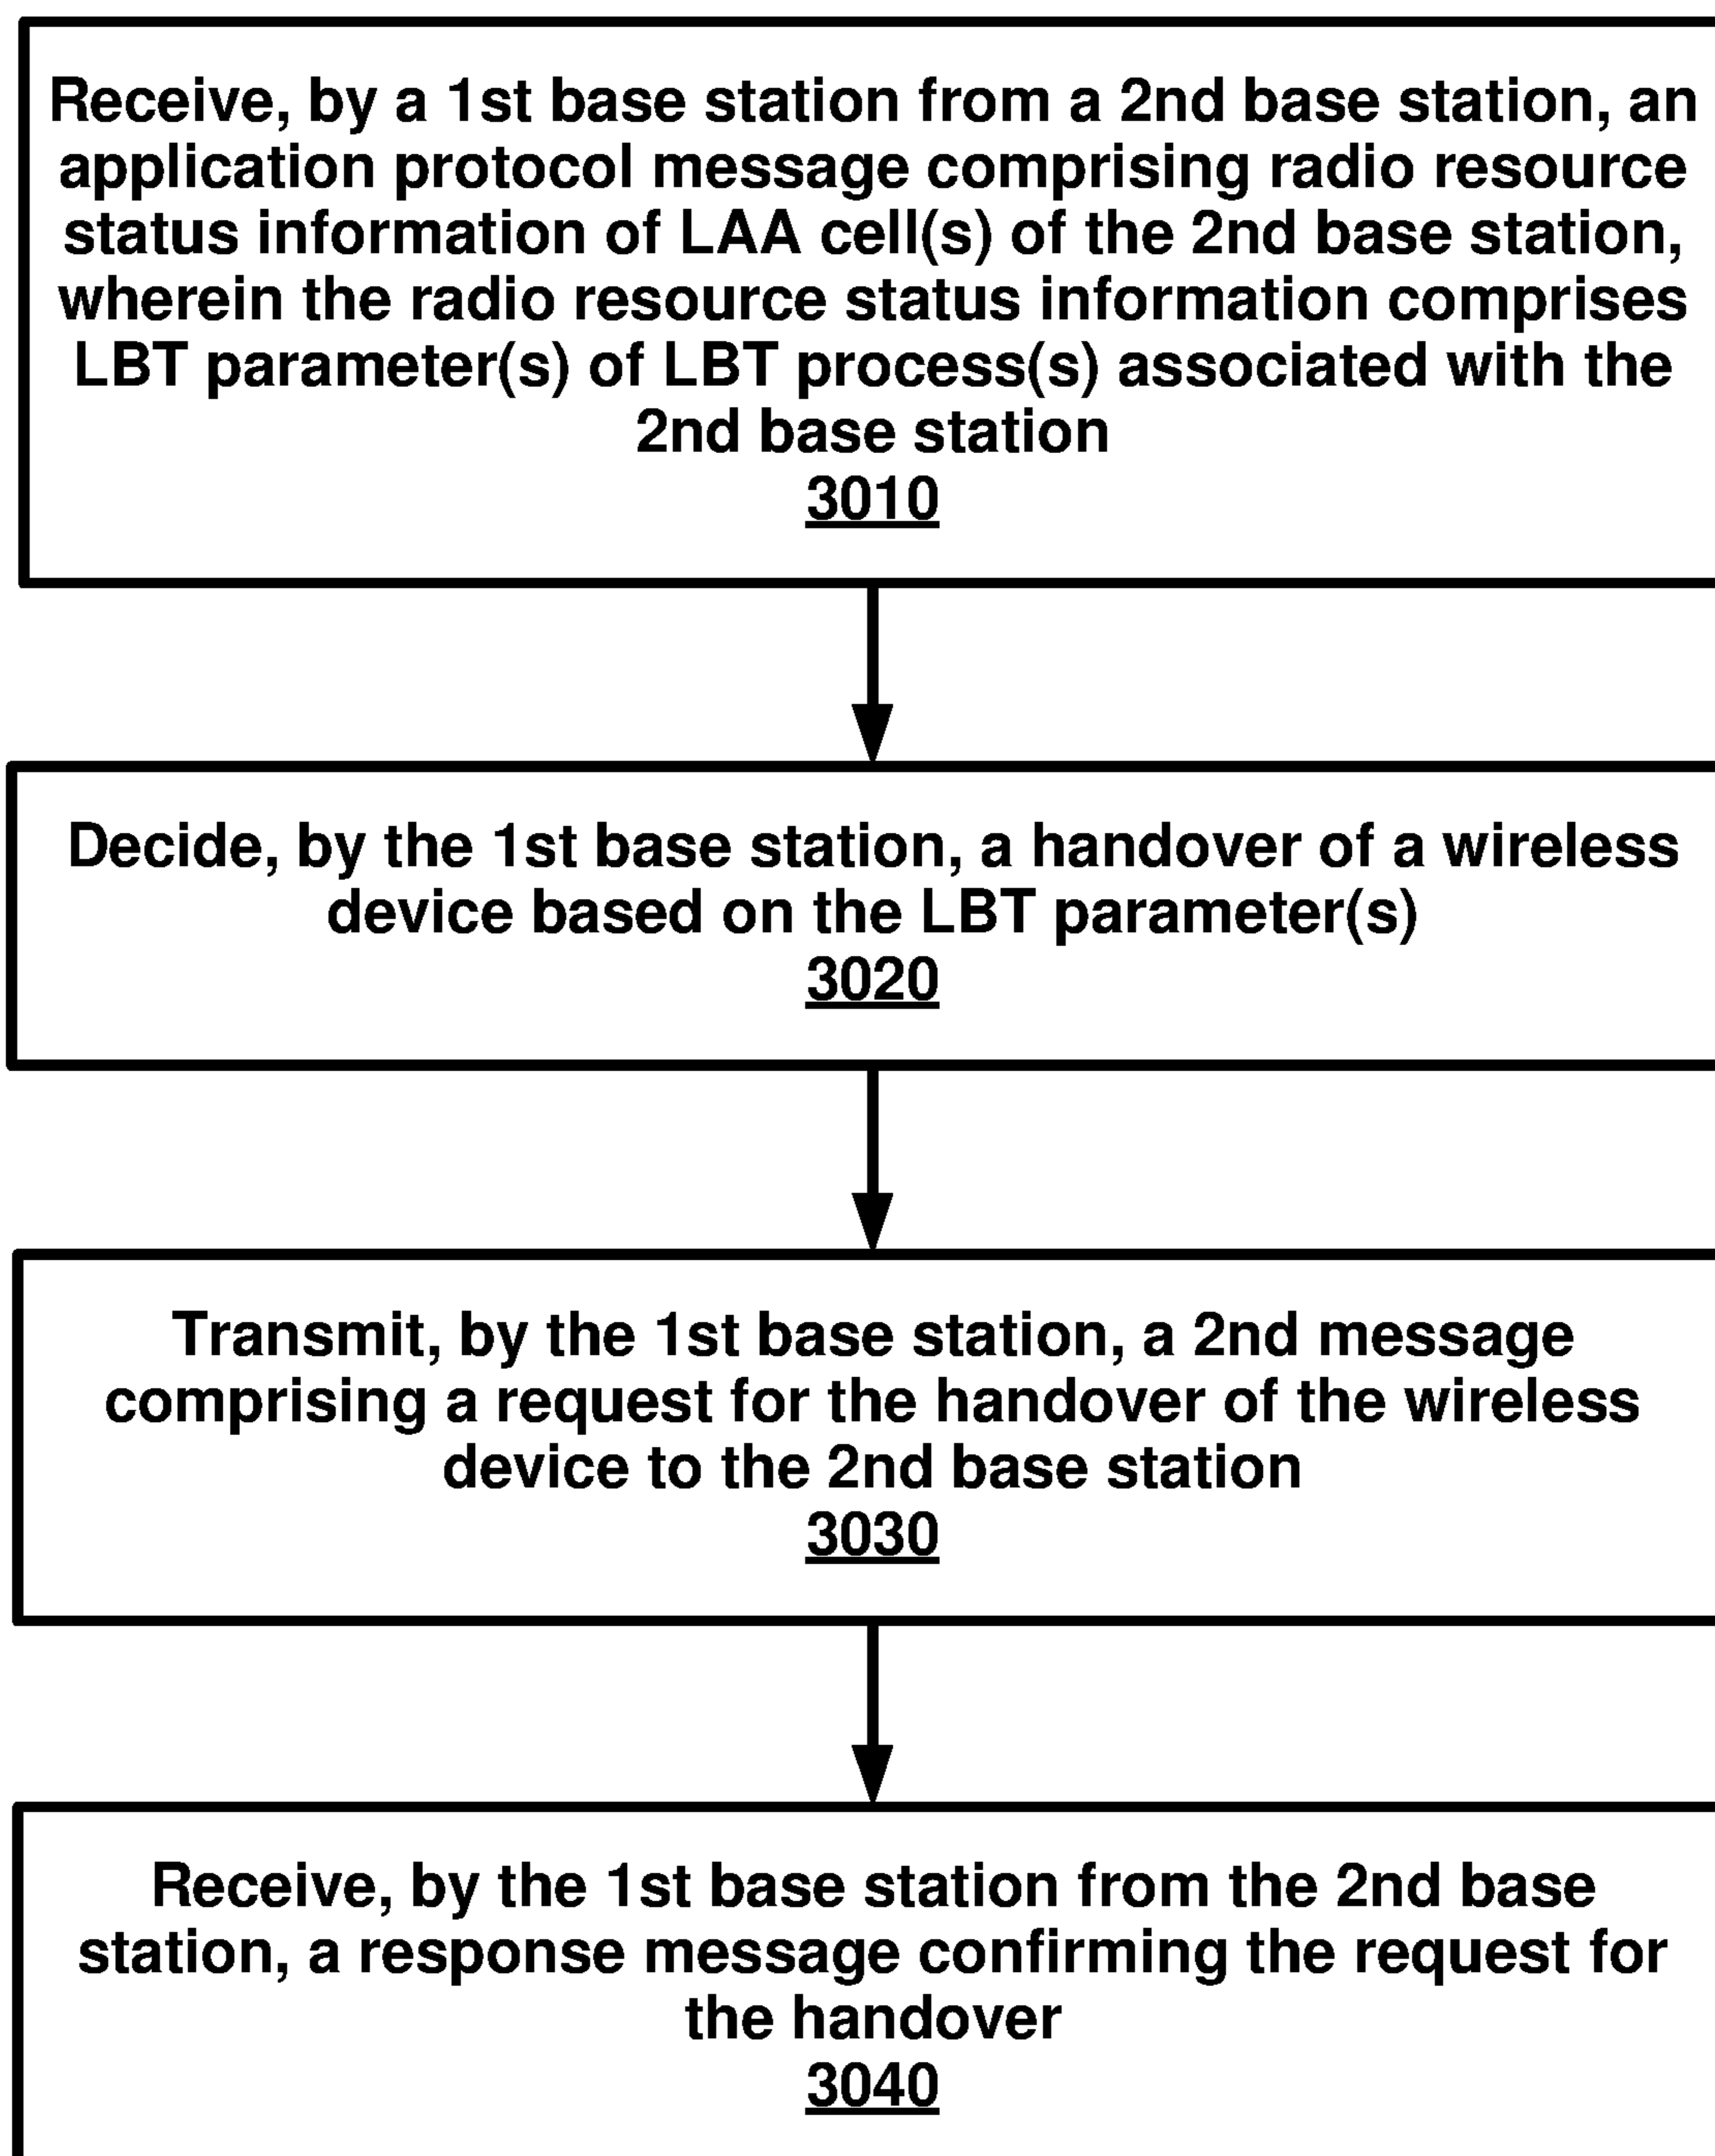 Receive, by a 1st base station from a 2nd base station, an
application protocol message comprising radio resource
status information of LAA cell(s) of the 2nd base station,
wherein the radio resource status information comprises
LBT parameter(s) of LBT process(s) associated with the
2nd base station
3010
Decide, by the 1st base station, a handover of a wireless
device based on the LBT parameter(s)
3020
Transmit, by the 1st base station, a 2nd message
comprising a request for the handover of the wireless
device to the 2nd base station
3030
Receive, by the 1st base station from the 2nd base
station, a response message confirming the request for
the handover
3040